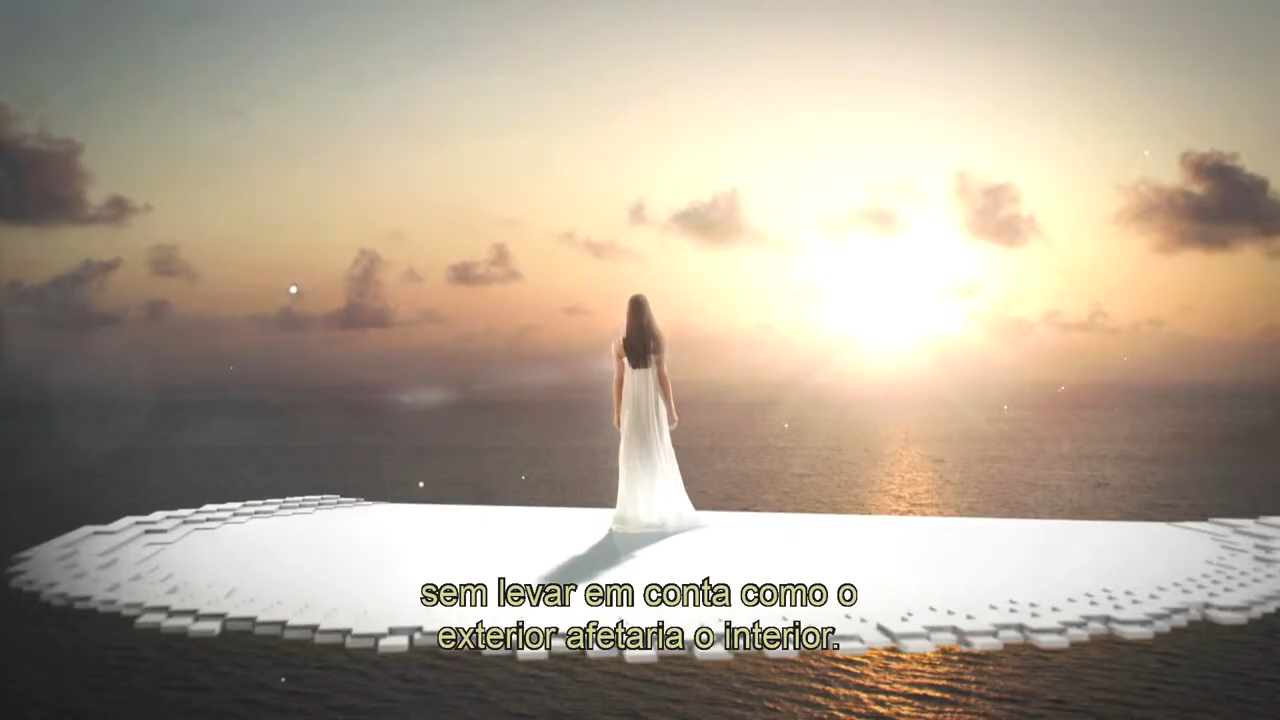 sem levar em conta como o
exterior afetaria o interior.